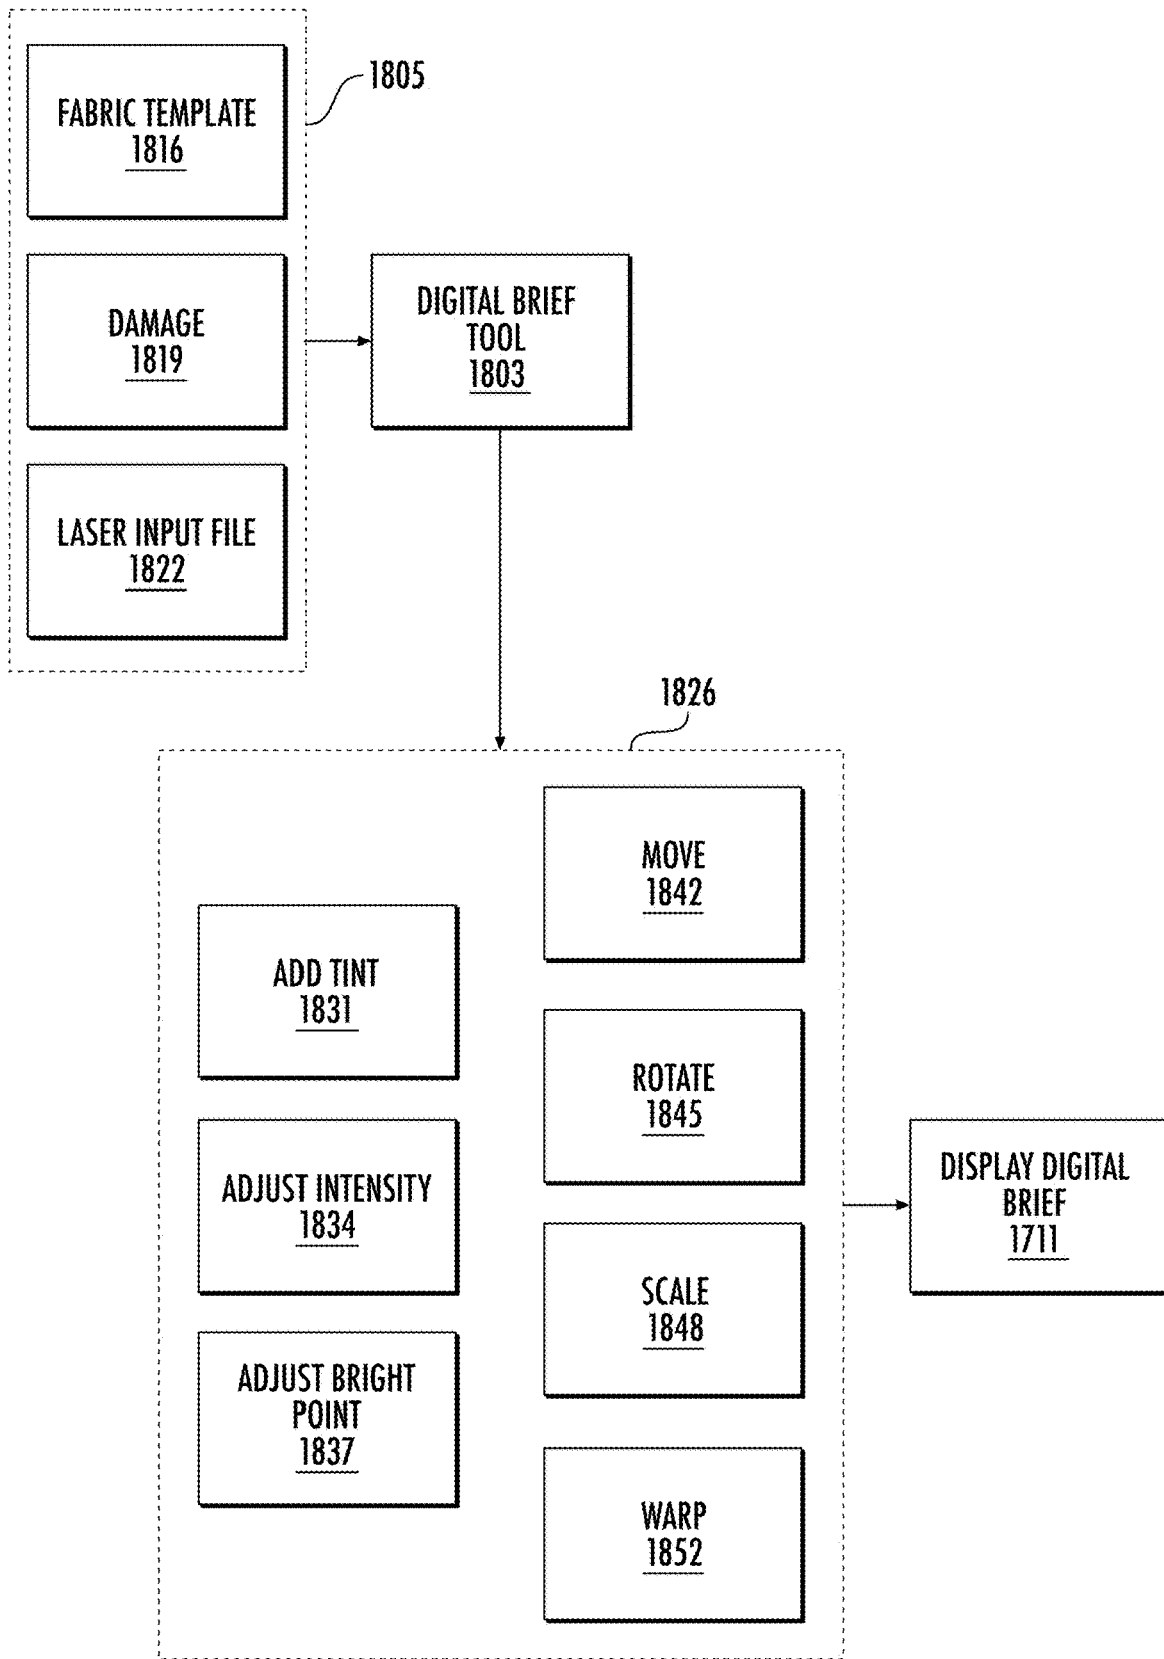 FABRIC TEMPLATE
1816
1805
DAMAGE
1819
DIGITAL BRIEF
TOOL
1803
LASER INPUT FILE
1822
1826
MOVE
1842
ADD TINT
1831
ROTATE
1845
ADJUST INTENSITY
1834
DISPLAY DIGITAL
BRIEF
1711
SCALE
1848
ADJUST BRIGHT
POINT
1837
WARP
1852